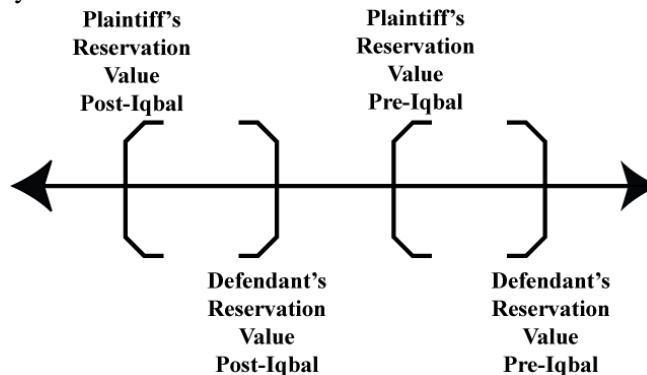 Plaintiff's
Reservation
Value
Post-Iqbal
Plaintiff's
Reservation
Value
Pre-Iqbal
Defendant's
Reservation
Value
Post-Iqbal
Defendant's
Reservation
Value
Pre-Iqbal